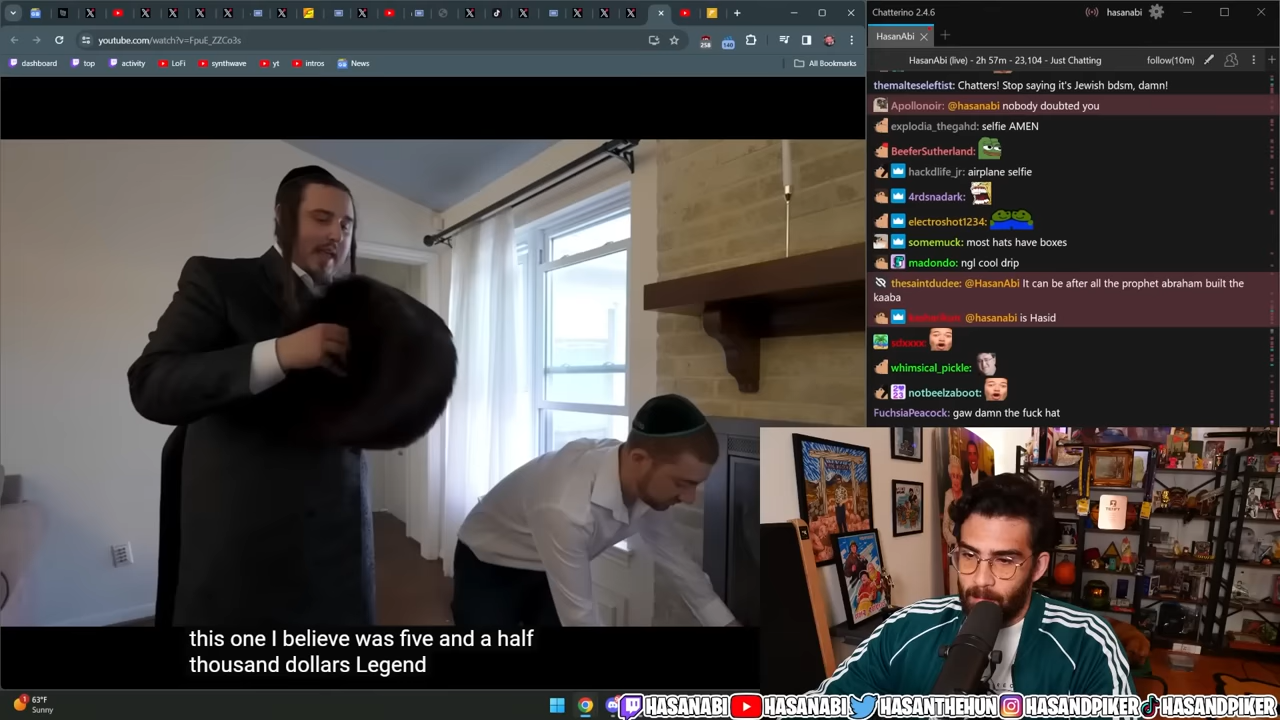 Chatterino 2.4.6
hasanabi
youtube.com/watch?v=FpuE_ZZCo3s
258
140
HasanAbi
dashboard
top
activity
LoFi
synthwave
yt
intros
News
All Bookmarks
HasanAbi (live) - 2h 57m - 23,104 - Just Chatting
follow(10m)
themalteseleftist: Chatters! Stop saying it's Jewish bdsm, damn!
Apollonoir: @hasanabi nobody doubted you
explodia_thegahd: selfie AMEN
BeeferSutherland:
hackdlife_jr: airplane selfie
4rdsnadark:
electroshot1234:
somemuck: most hats have boxes
madondo: ngl cool drip
thesaintdudee: @HasanAbi It can be after all the prophet abraham built the
kaaba
@hasanabi is Hasid
sdxxxx:
whimsical_pickle:
notbeelzaboot:
FuchsiaPeacock: gaw damn the fuck hat
this one I believe was five and a half
thousand dollars Legend
1
63°F
Sunny
HASANABI
HASANABI
HASANTHEHUN
HASANDPIKER
HASANDPIKER